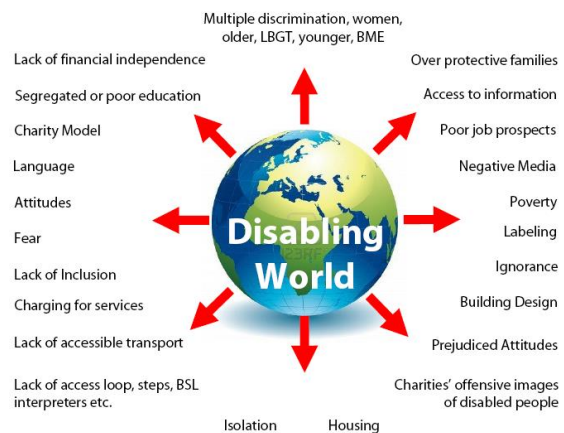 Multiple discrimination, women,
older, LBGT, younger, BME
Lack of financial independence
Segregated or poor education
Charity Model
Language
Attitudes
Fear
Lack of Inclusion
Charging for services
Lack of accessible transport
Lack of access loop, steps, BSL
interpreters etc.
Disabling
World
123RF
Over protective families
Access to information
Poor job prospects
Negative Media
Poverty
Labeling
Ignorance
Building Design
Prejudiced Attitudes
Charities' offensive images
of disabled people
Isolation
Housing